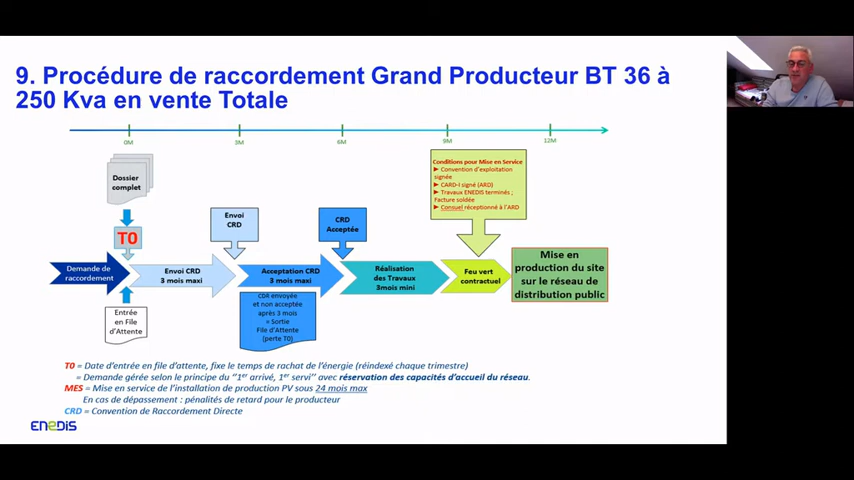 9. Procédure de raccordement Grand Producteur BT 36 à
250 Kva en vente Totale
0M
3M
6M
9M
12M
Dossier
complet
T0
Demande de
raccordement
Entrée
en File
d'Attente
Envoi
CRD
Envoi CRD
3 mois maxi
CRD
Acceptée
Acceptation CRD
3 mois maxi
CDR envoyée
et non acceptée
après 3 mois
= Sortie
File d'Attente
(perte T0)
Réalisation
des Travaux
3mois mini
Conditions pour Mise en Service
► Convention d'exploitation
signée
► CARD-I signé (ARD)
► Travaux ENEDIS terminés ;
Facture soldée
► Consuel réceptionné à l'ARD
Feu vert
contractuel
Mise en
production du site
sur le réseau de
distribution public
T0 = Date d'entrée en file d'attente, fixe le temps de rachat de l'énergie (réindexé chaque trimestre)
= Demande gérée selon le principe du "1er arrivé, 1er servi" avec réservation des capacités d'accueil du réseau.
MES = Mise en service de l'installation de production PV sous 24 mois max
En cas de dépassement : pénalités de retard pour le producteur
CRD = Convention de Raccordement Directe
ENEDIS